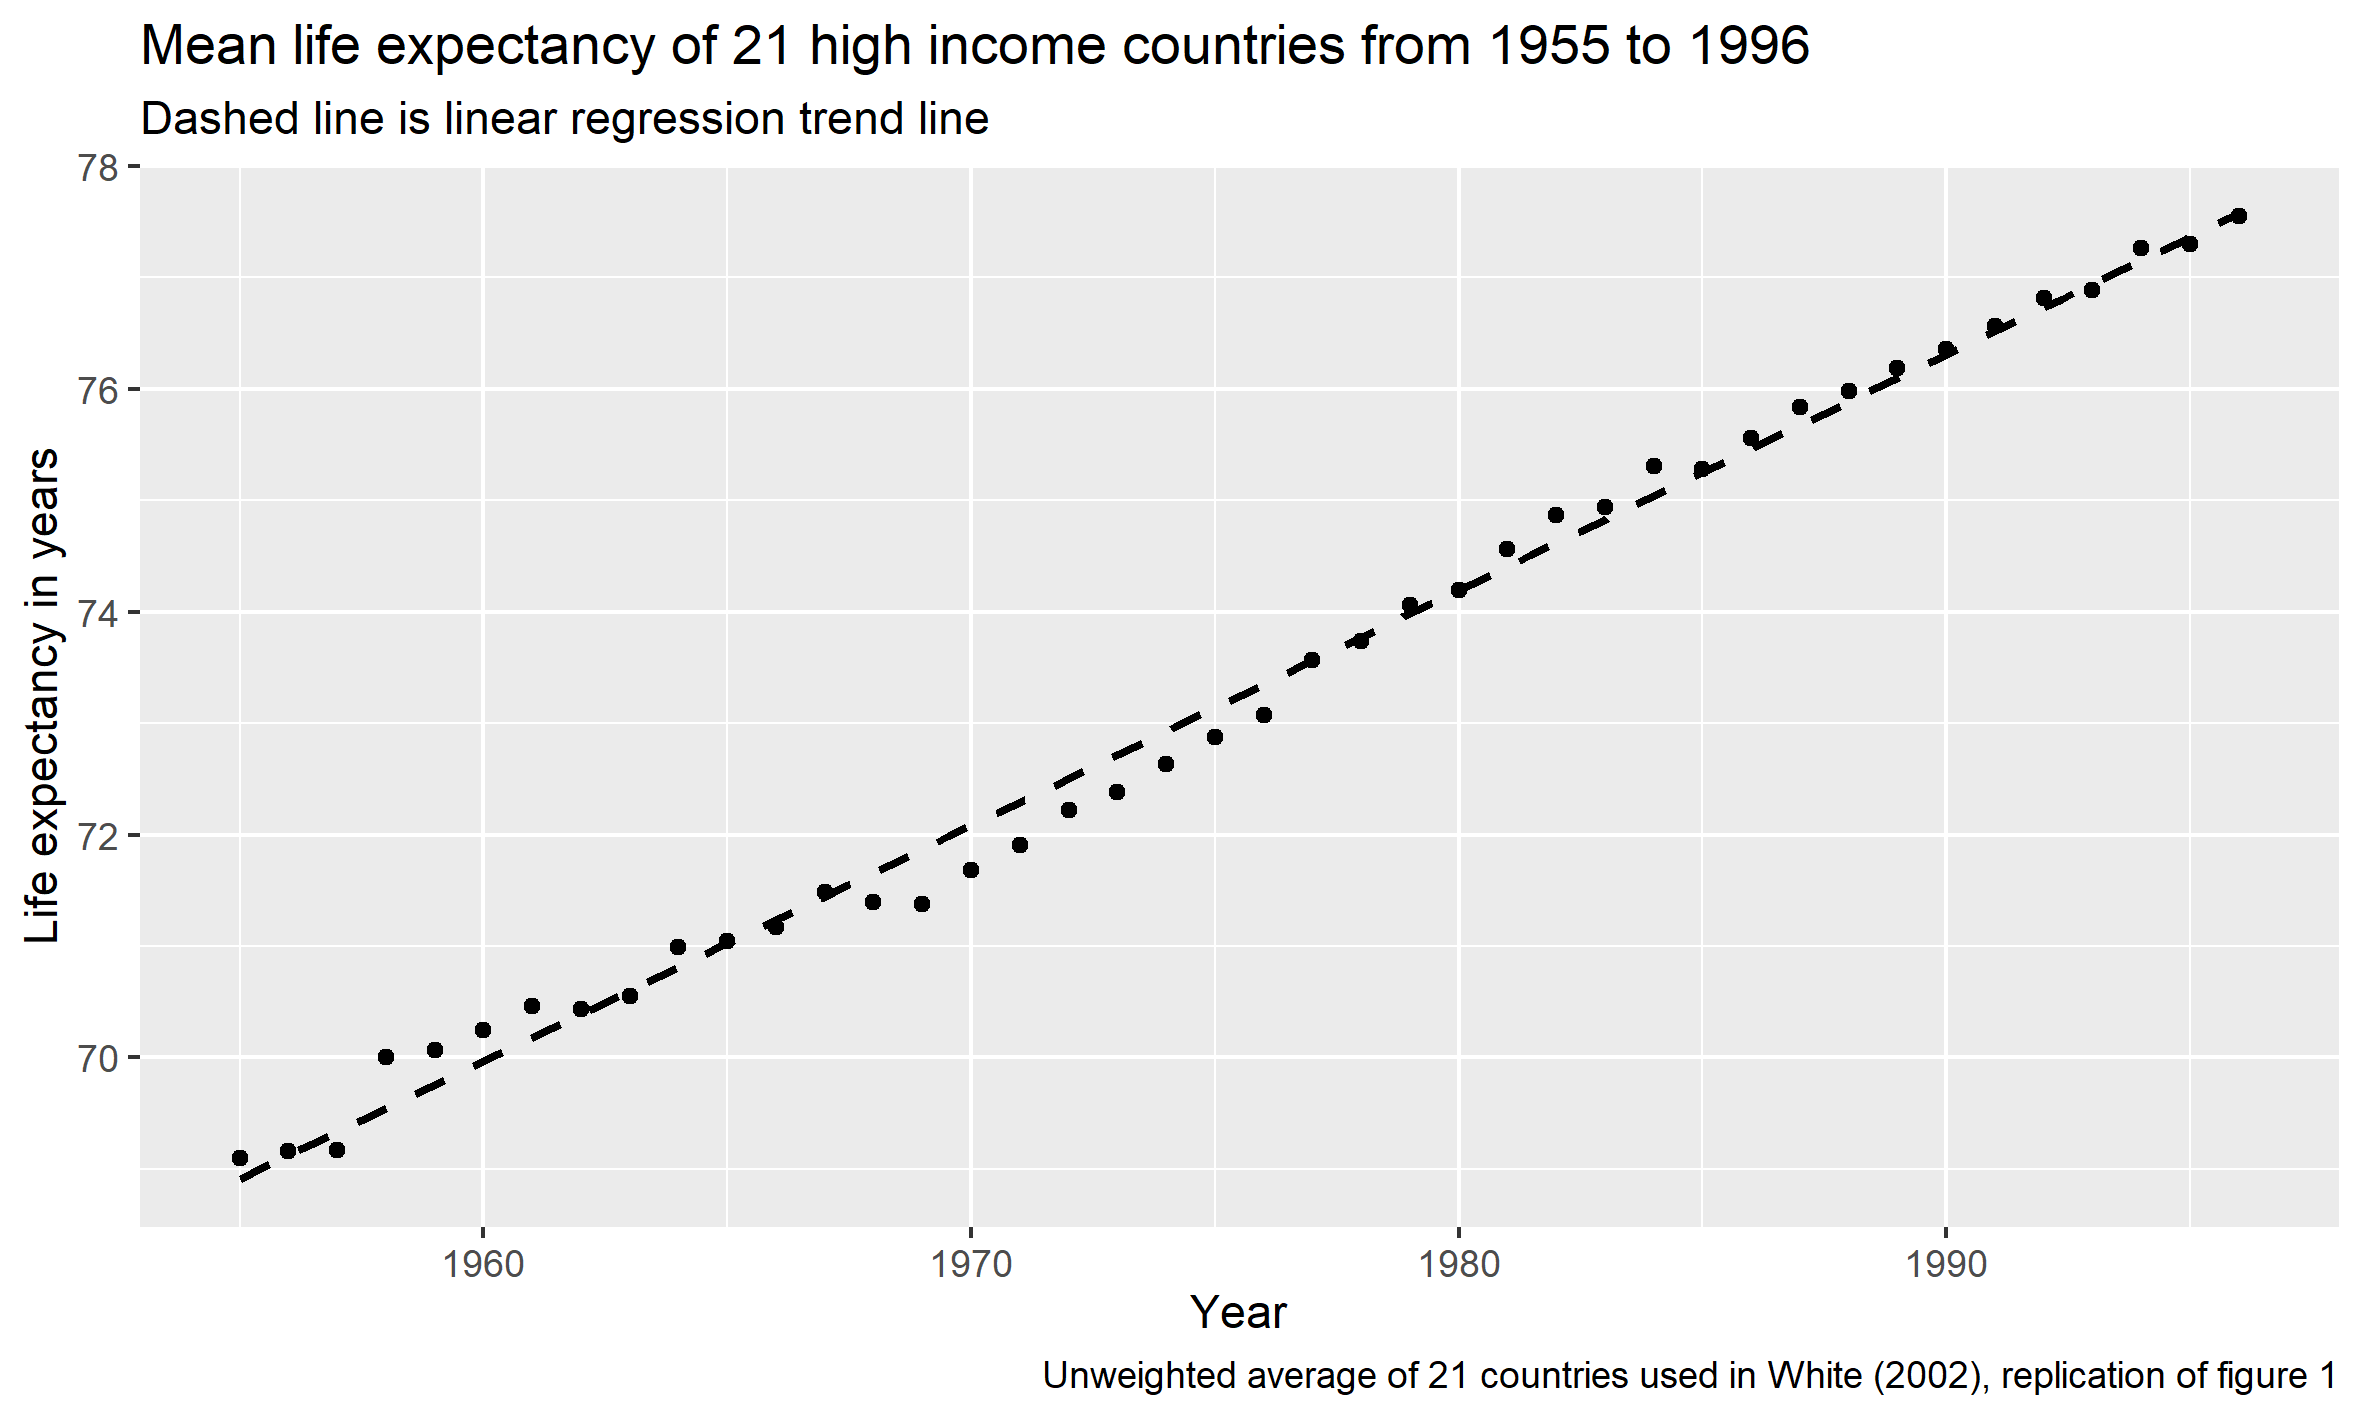 Mean life expectancy of 21 high income countries from 1955 to 1996
Dashed line is linear regression trend line
Life expectancy in years
78
76
74
72
70
1960
1970
1980
1990
Year
Unweighted average of 21 countries used in White (2002), replication of figure 1